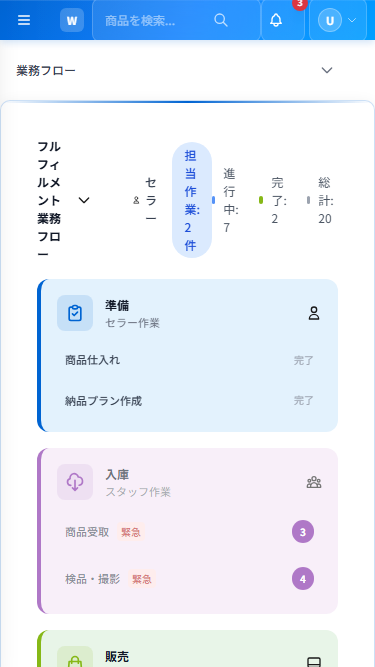 W
商品を検索...
3
U
業務フロー
フル
フィ
ルメ
ント
業務
フロ
ー
セ
ラ
ー
担
当
作
業:
2
件
進
行
中:
7
完
了:
2
総
計:
20
準備
セラー作業
商品仕入れ 完了
納品プラン作成 完了
入庫
スタッフ作業
商品受取 緊急 3
検品・撮影 緊急 4
販売